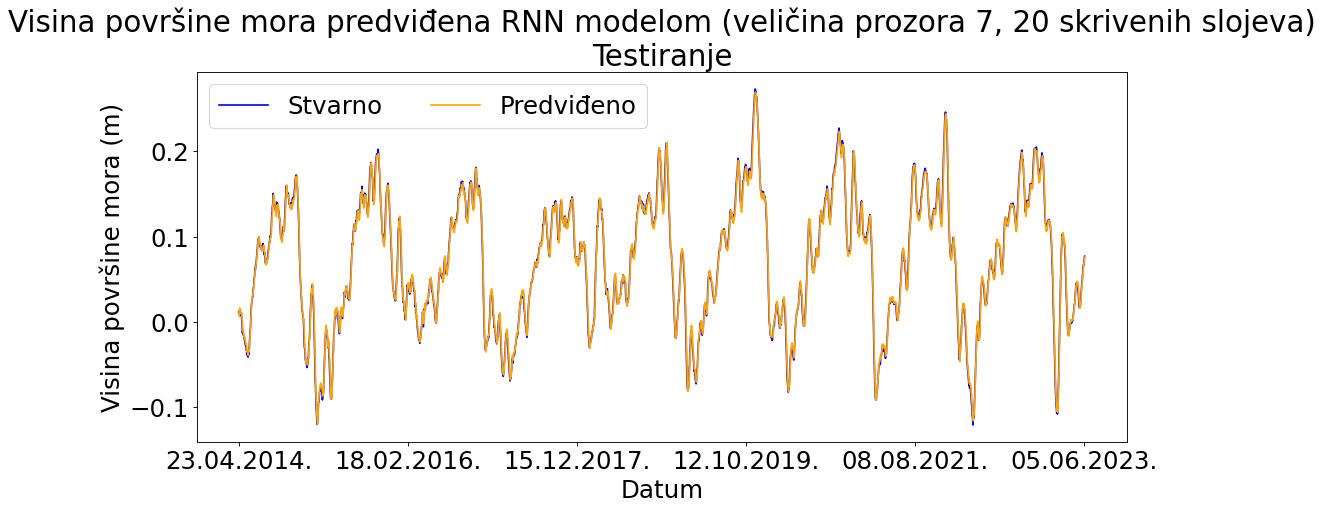 Visina površine mora predviđena RNN modelom (veličina prozora 7, 20 skrivenih slojeva)
Testiranje
Stvarno Predviđeno
Visina površine mora (m)
0.2
0.1
0.0
−0.1
23.04.2014. 18.02.2016. 15.12.2017. 12.10.2019. 08.08.2021. 05.06.2023.
Datum